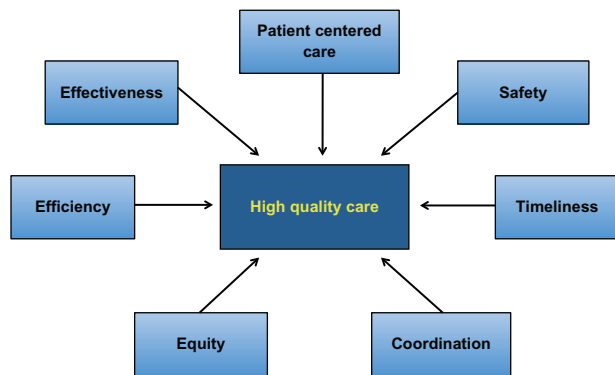 Patient centered
care
Effectiveness
Safety
Efficiency
High quality care
Timeliness
Equity
Coordination